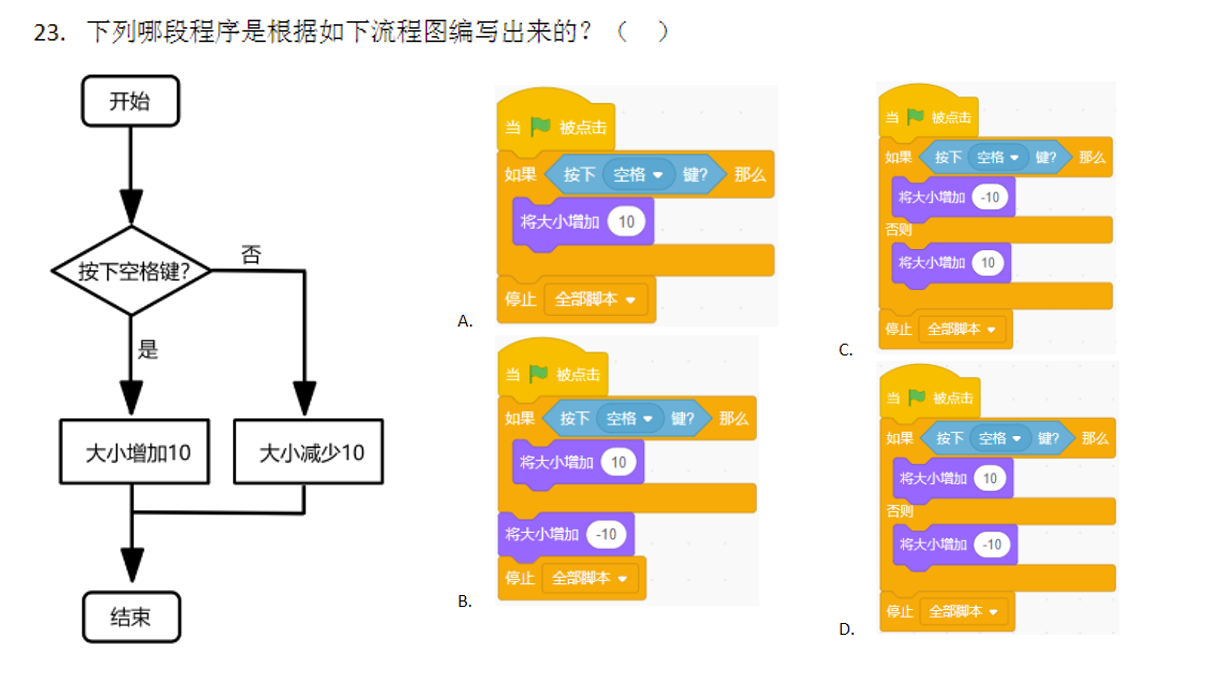 23. 下列哪段程序是根据如下流程图编写出来的？（ ）
开始
按下空格键?
否
是
大小增加10
大小减少10
结束
当 被点击
如果 按下 空格 键? 那么
将大小增加 10
停止 全部脚本
A.
当 被点击
如果 按下 空格 键? 那么
将大小增加 10
将大小增加 -10
停止 全部脚本
B.
当 被点击
如果 按下 空格 键? 那么
将大小增加 -10
否则
将大小增加 10
停止 全部脚本
C.
当 被点击
如果 按下 空格 键? 那么
将大小增加 10
否则
将大小增加 -10
停止 全部脚本
D.